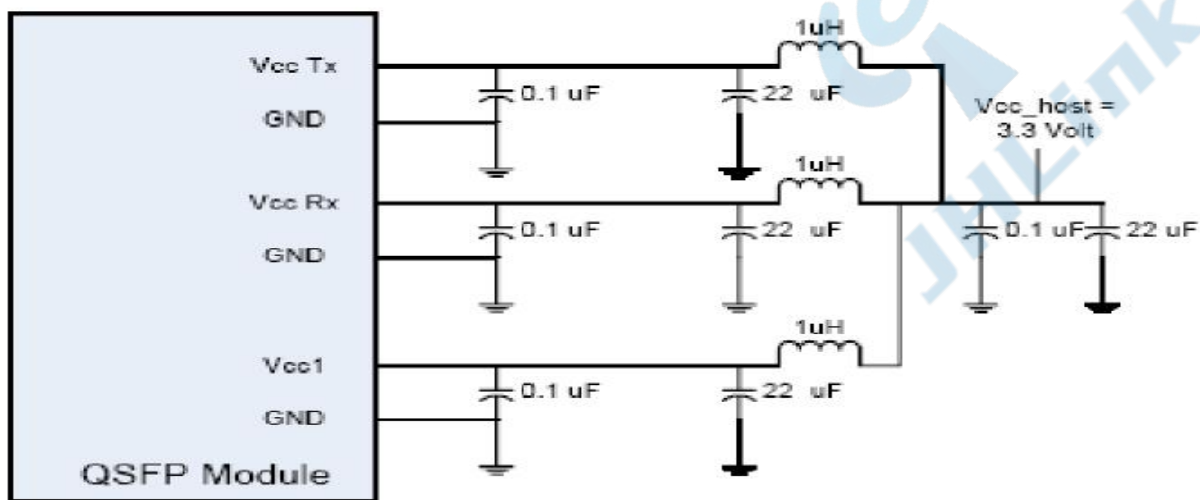 1uH
Vcc Tx
0.1 uF
22 uF
GND
Vcc_host =
3.3 Volt
1uH
Vcc Rx
0.1 uF
22 uF
0.1 uF
22 uF
GND
1uH
Vcc1
0.1 uF
22 uF
GND
QSFP Module
JHLink